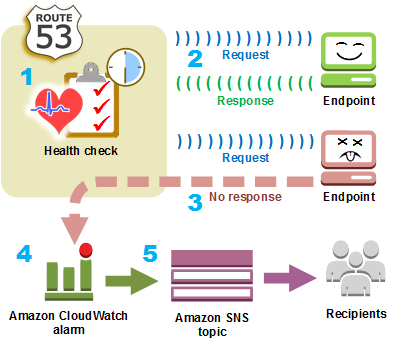 ROUTE
53
1
Health check
2
Request
Response
Endpoint
Request
3
No response
Endpoint
4
5
Amazon CloudWatch
alarm
Amazon SNS
topic
Recipients